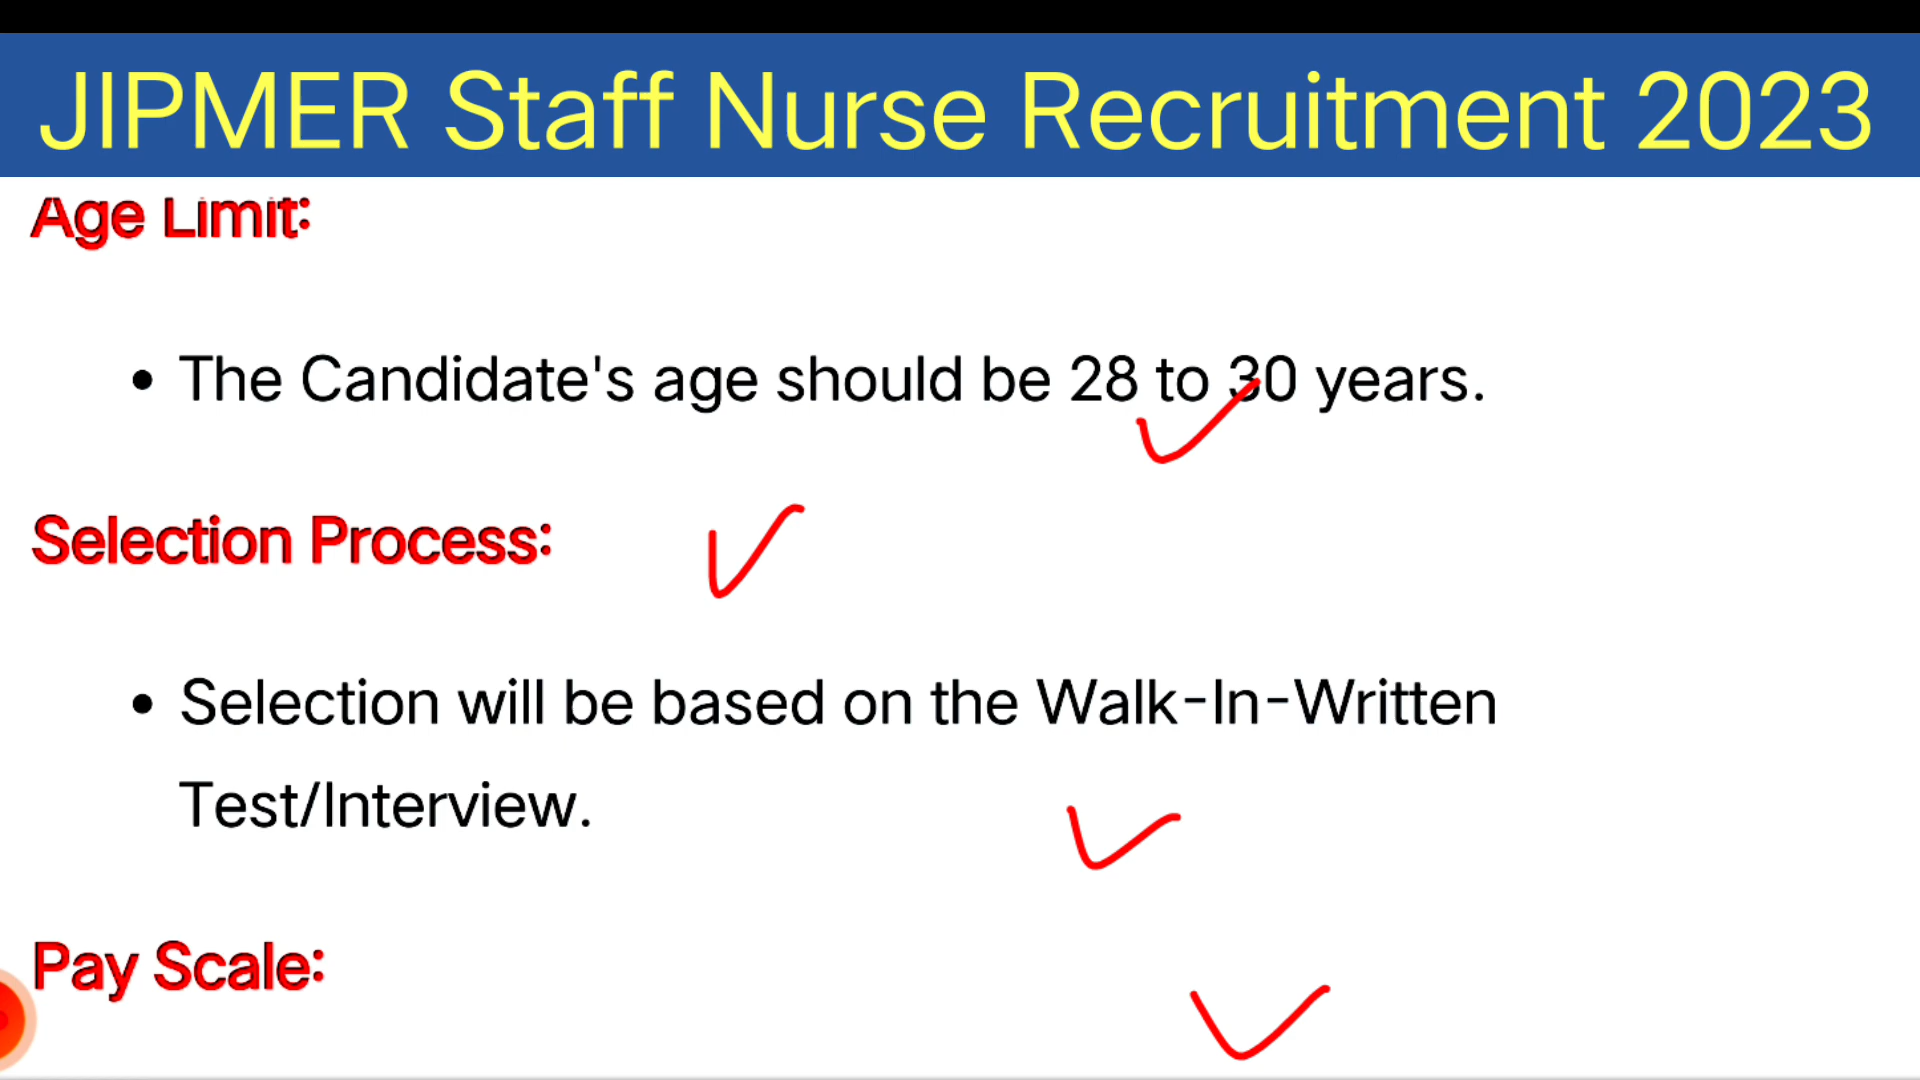 JIPMER Staff Nurse Recruitment 2023
Age Limit:
• The Candidate's age should be 28 to 30 years.
Selection Process:
• Selection will be based on the Walk-In-Written
Test/Interview.
Pay Scale: